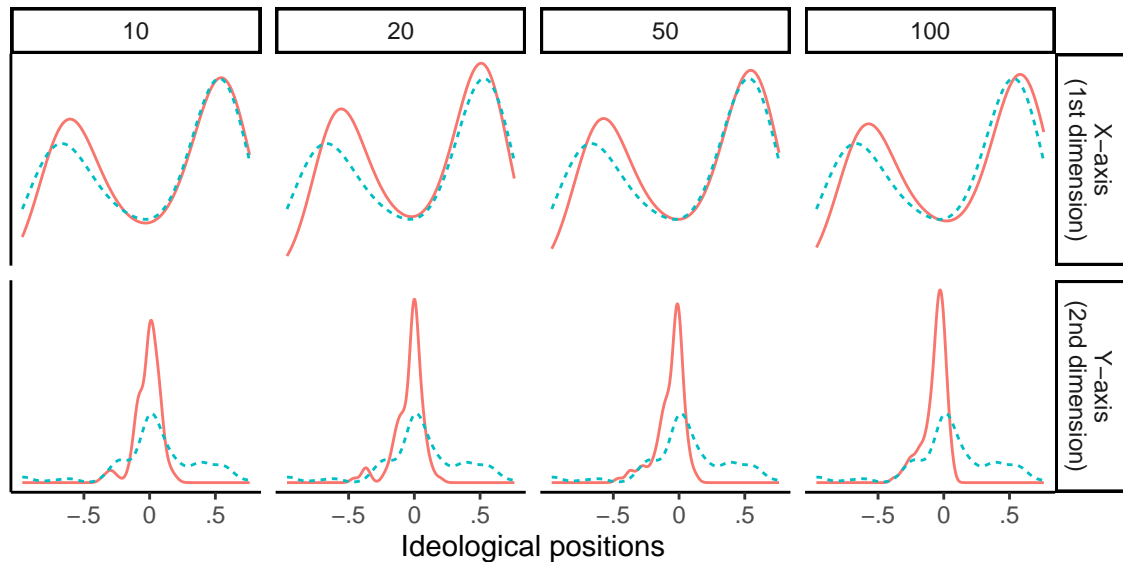 10
20
50
100
X−axis
(1st dimension)
Y−axis
(2nd dimension)
−.5 0 .5
−.5 0 .5
−.5 0 .5
−.5 0 .5
Ideological positions